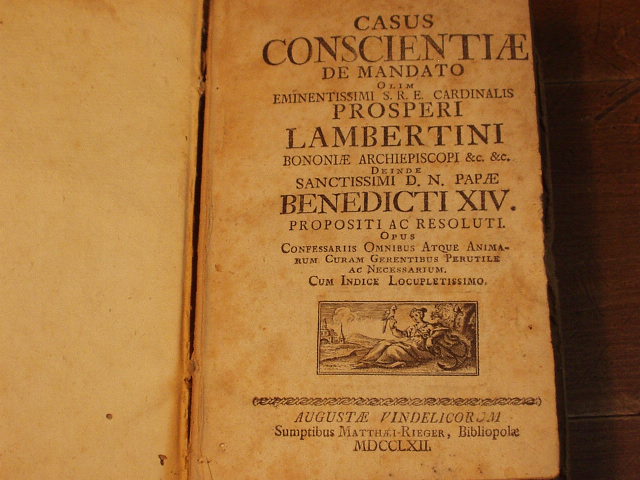 CASUS
CONSCIENTIÆ
DE MANDATO
OLIM
EMINENTISSIMI S. R. E. CARDINALIS
PROSPERI
LAMBERTINI
BONONIÆ ARCHIEPISCOPI &c. &c.
DEINDE
SANCTISSIMI D. N. PAPÆ
BENEDICTI XIV.
PROPOSITI AC RESOLUTI.
OPUS
CONFESSARIIS OMNIBUS ATQUE ANIMA-
RUM CURAM GERENTIBUS PERUTILE
AC NECESSARIUM.
CUM INDICE LOCUPLETISSIMO.
AUGUSTÆ VINDELICORUM
Sumptibus MATTHÆI-RIEGER, Bibliopolæ
MDCCLXII.